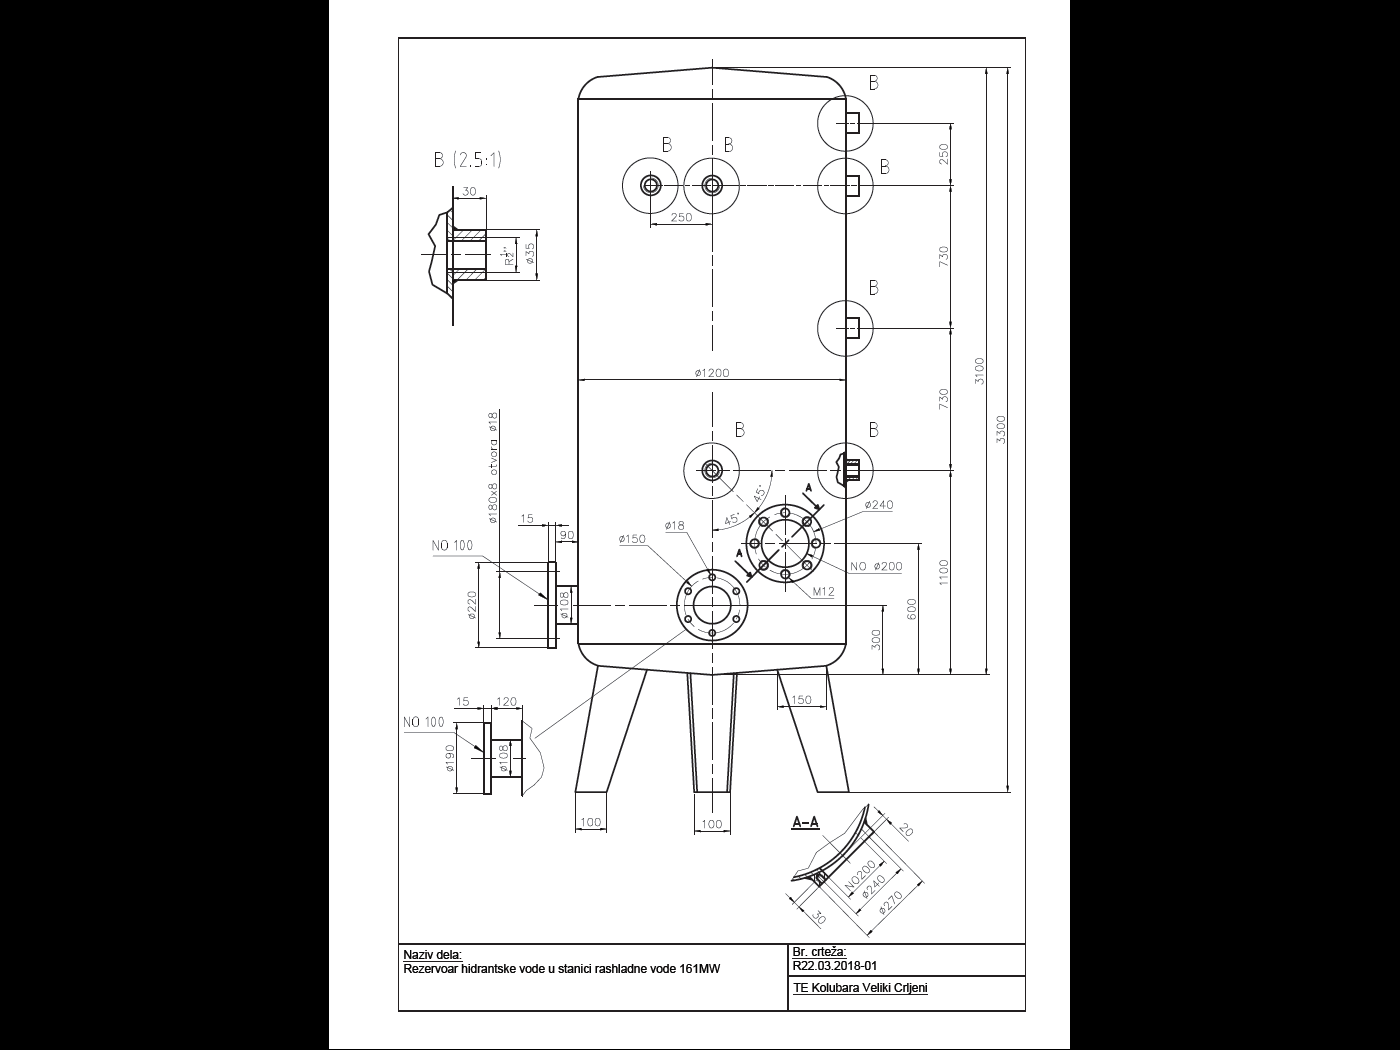 B
B
B
B
250
B (2.5:1)
30
250
R½"
ø35
730
B
ø1200
3100
3300
730
ø180x8 otvora ø18
B
B
A
45°
45°
ø240
15
90
ø18
ø150
NO 100
A
NO ø200
M12
1100
ø220
ø108
600
300
15
120
150
NO 100
ø190
ø108
100
100
A-A
20
NO200
ø240
ø270
30
Naziv dela:
Rezervoar hidrantske vode u stanici rashladne vode 161MW
Br. crteža:
R22.03.2018-01
TE Kolubara Veliki Crljeni